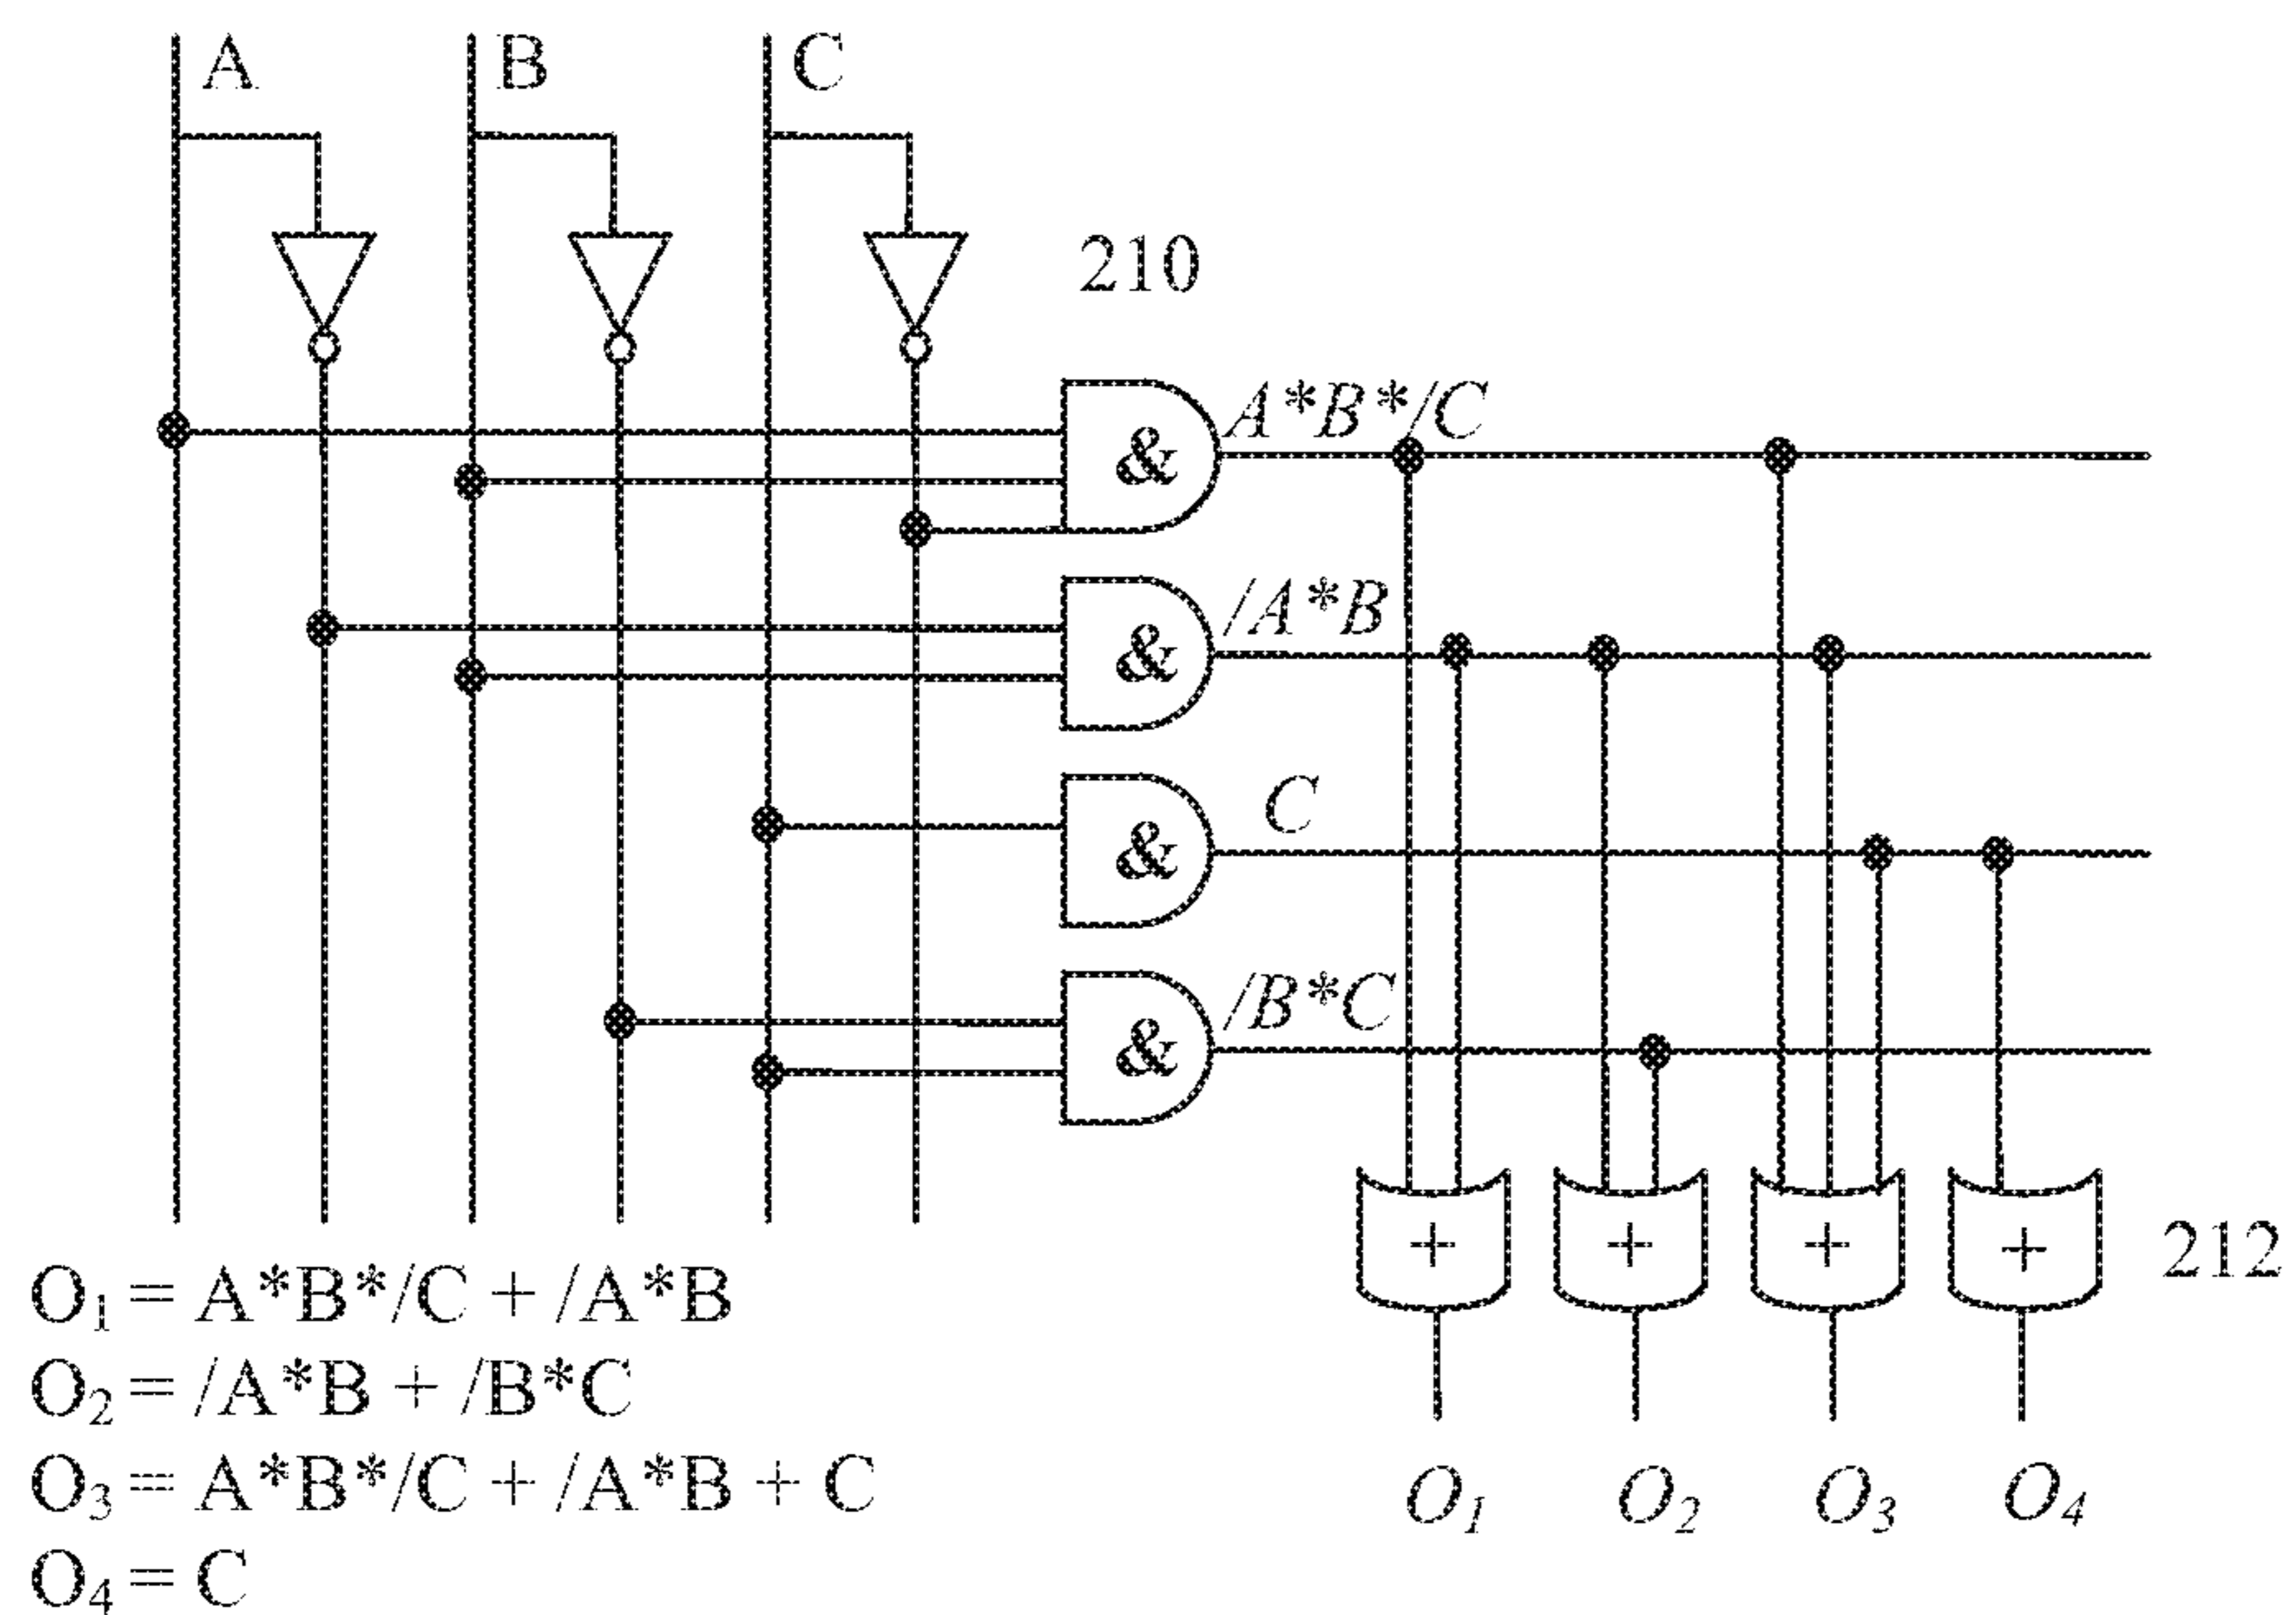 A B C
210
A*B*/C
&
/A*B
&
C
&
/B*C
&
+ + + +
212
O₁ = A*B*/C + /A*B
O₂ = /A*B + /B*C
O₃ = A*B*/C + /A*B + C
O₄ = C
O₁ O₂ O₃ O₄